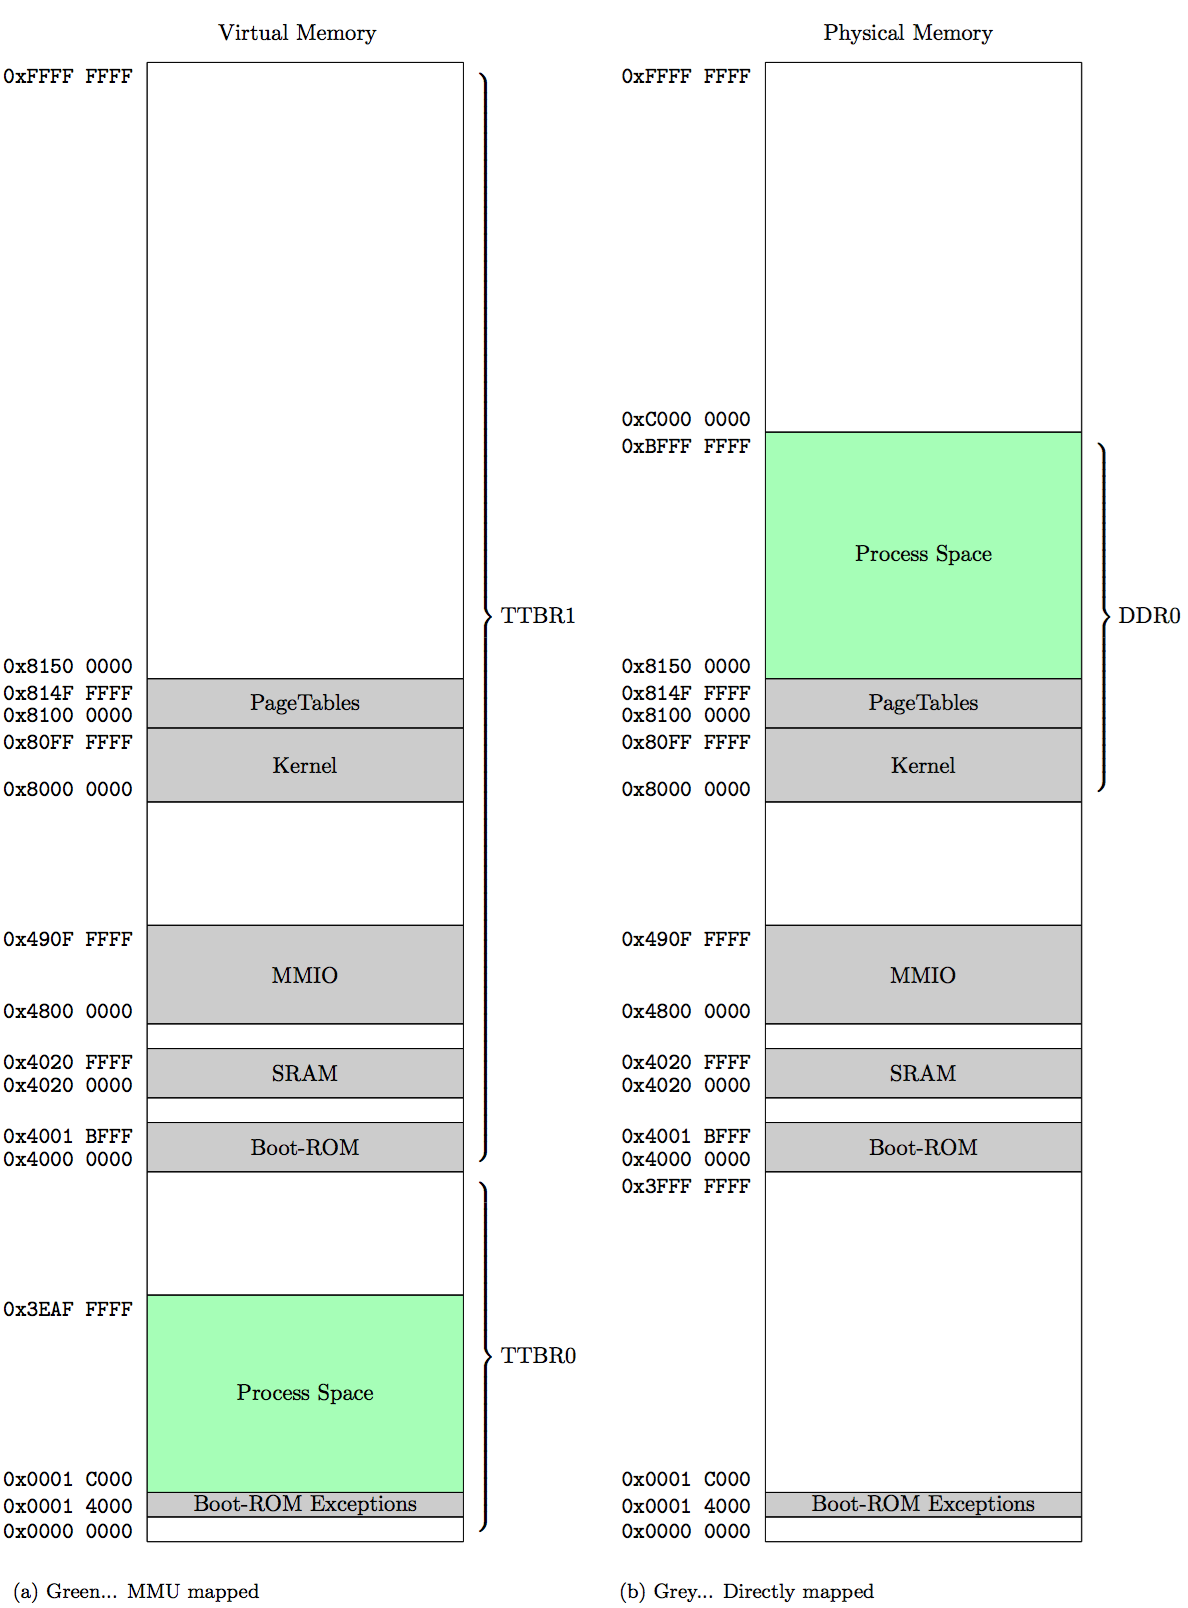 Virtual Memory
0xFFFF FFFF
TTBR1
0x8150 0000
0x814F FFFF
PageTables
0x8100 0000
0x80FF FFFF
Kernel
0x8000 0000
0x490F FFFF
MMIO
0x4800 0000
0x4020 FFFF
SRAM
0x4020 0000
0x4001 BFFF
Boot-ROM
0x4000 0000
0x3EAF FFFF
TTBR0
Process Space
0x0001 C000
Boot-ROM Exceptions
0x0001 4000
0x0000 0000
(a) Green... MMU mapped
Physical Memory
0xFFFF FFFF
0xC000 0000
0xBFFF FFFF
Process Space
DDR0
0x8150 0000
0x814F FFFF
PageTables
0x8100 0000
0x80FF FFFF
Kernel
0x8000 0000
0x490F FFFF
MMIO
0x4800 0000
0x4020 FFFF
SRAM
0x4020 0000
0x4001 BFFF
Boot-ROM
0x4000 0000
0x3FFF FFFF
0x0001 C000
Boot-ROM Exceptions
0x0001 4000
0x0000 0000
(b) Grey... Directly mapped